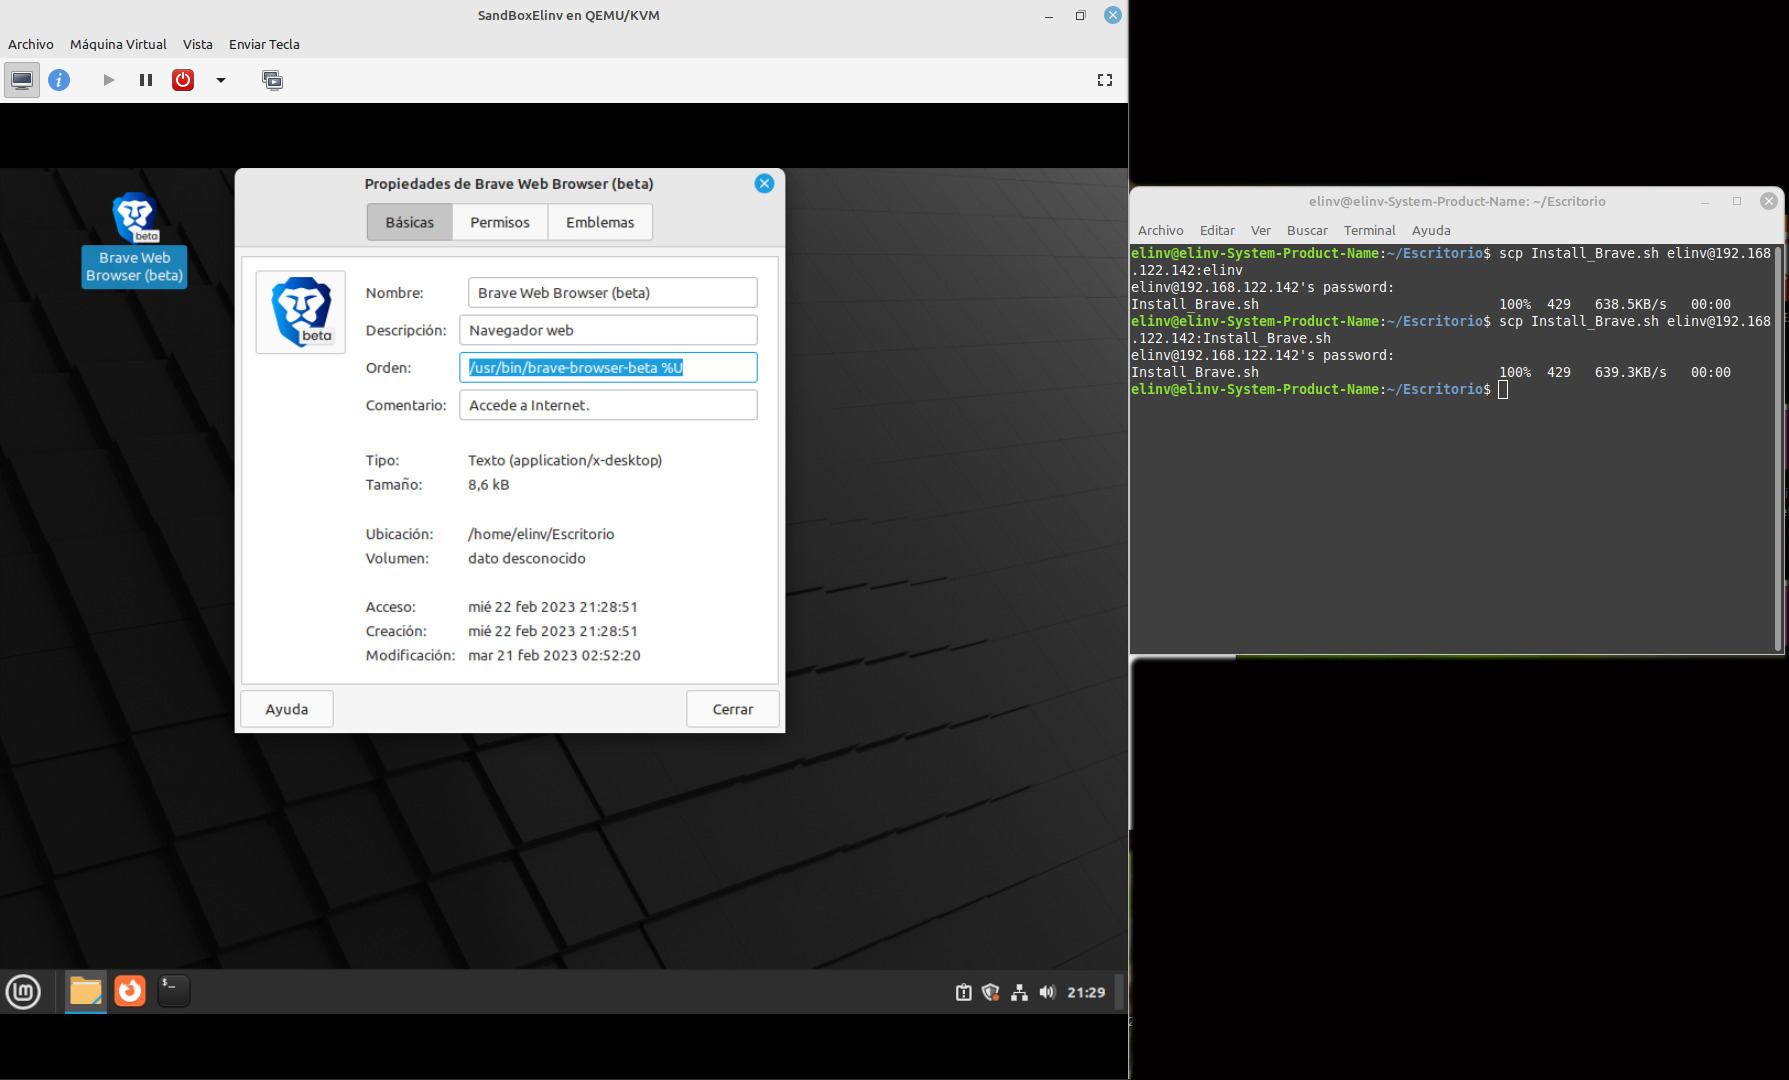 SandBoxElinv en QEMU/KVM
Archivo Máquina Virtual Vista Enviar Tecla
beta
Brave Web
Browser (beta)
Propiedades de Brave Web Browser (beta)
Básicas Permisos Emblemas
beta
Nombre: Brave Web Browser (beta)
Descripción: Navegador web
Orden: /usr/bin/brave-browser-beta %U
Comentario: Accede a Internet.
Tipo: Texto (application/x-desktop)
Tamaño: 8,6 kB
Ubicación: /home/elinv/Escritorio
Volumen: dato desconocido
Acceso: mié 22 feb 2023 21:28:51
Creación: mié 22 feb 2023 21:28:51
Modificación: mar 21 feb 2023 02:52:20
Ayuda Cerrar
$_
21:29
elinv@elinv-System-Product-Name: ~/Escritorio
Archivo Editar Ver Buscar Terminal Ayuda
elinv@elinv-System-Product-Name:~/Escritorio$ scp Install_Brave.sh elinv@192.168
.122.142:elinv
elinv@192.168.122.142's password:
Install_Brave.sh 100% 429 638.5KB/s 00:00
elinv@elinv-System-Product-Name:~/Escritorio$ scp Install_Brave.sh elinv@192.168
.122.142:Install_Brave.sh
elinv@192.168.122.142's password:
Install_Brave.sh 100% 429 639.3KB/s 00:00
elinv@elinv-System-Product-Name:~/Escritorio$